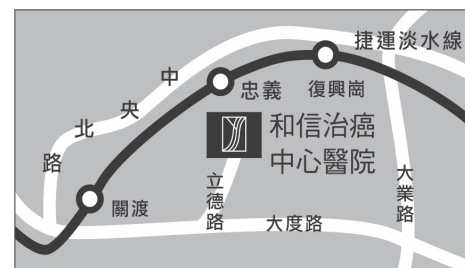 捷運淡水線
中央北路
忠義
復興崗
和信治癌
中心醫院
立德路
大業路
關渡
大度路